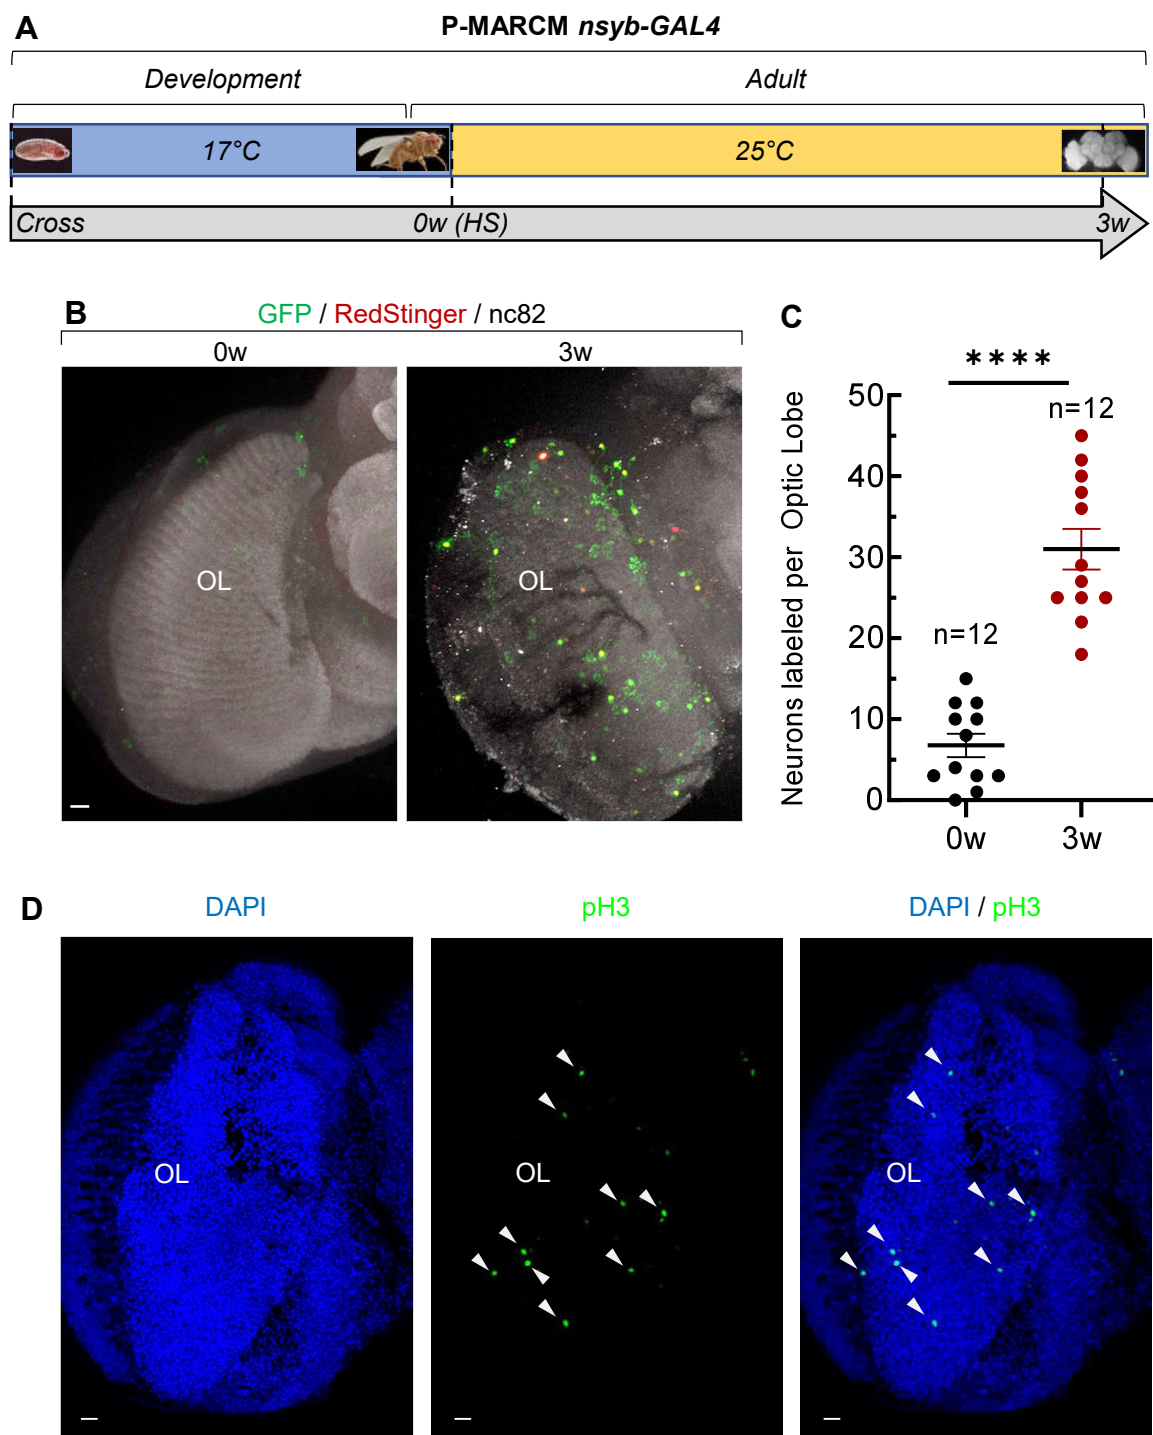 A
P-MARCM nsyb-GAL4
Development
Adult
17°C
25°C
Cross
0w (HS)
3w
B
GFP / RedStinger / nc82
0w
3w
OL
OL
C
****
Neurons labeled per Optic Lobe
50
40
30
20
10
0
n=12
n=12
0w
3w
D
DAPI
pH3
DAPI / pH3
OL
OL
OL